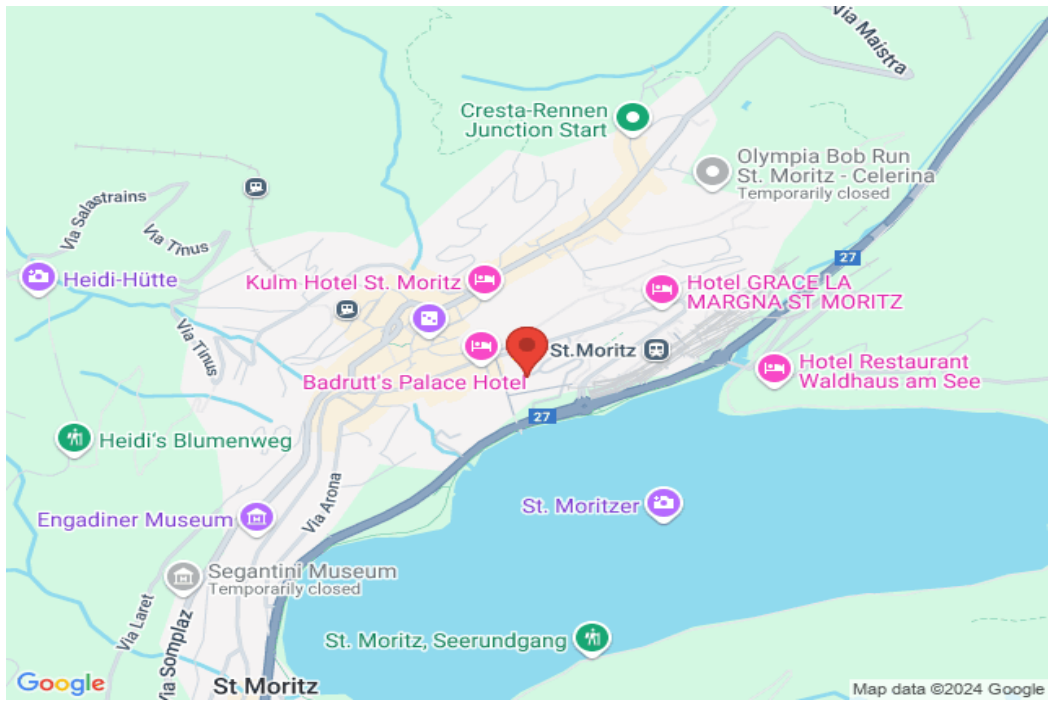 Via Maistra
Cresta-Rennen
Junction Start
Olympia Bob Run
St. Moritz - Celerina
Temporarily closed
Via Salastrains
Via Tinus
27
Heidi-Hütte
Kulm Hotel St. Moritz
Hotel GRACE LA
MARGNA ST MORITZ
Via Tinus
St.Moritz
Badrutt's Palace Hotel
Hotel Restaurant
Waldhaus am See
27
Heidi's Blumenweg
Via Arona
St. Moritzer
Engadiner Museum
Segantini Museum
Temporarily closed
Via Laret
Via Somplaz
St. Moritz, Seerundgang
St Moritz
Google
Map data ©2024 Google